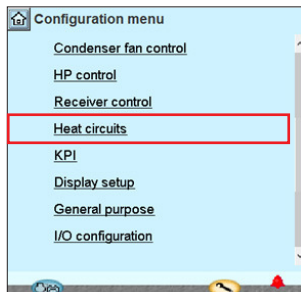 Configuration menu
Condenser fan control
HP control
Receiver control
Heat circuits
KPI
Display setup
General purpose
I/O configuration